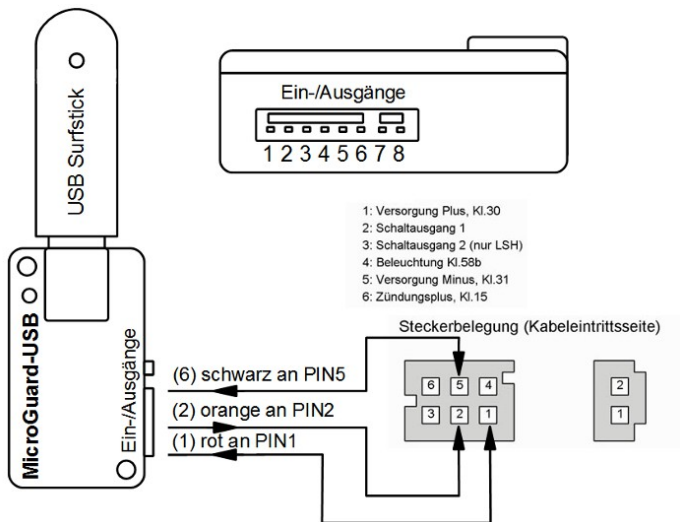 USB Surfstick
Ein-/Ausgänge
1 2 3 4 5 6 7 8
1: Versorgung Plus, Kl.30
2: Schaltausgang 1
3: Schaltausgang 2 (nur LSH)
4: Beleuchtung Kl.58b
5: Versorgung Minus, Kl.31
6: Zündungsplus, Kl.15
Steckerbelegung (Kabeleintrittsseite)
MicroGuard-USB
Ein-/Ausgänge
(6) schwarz an PIN5
(2) orange an PIN2
(1) rot an PIN1
6 5 4
3 2 1
2
1